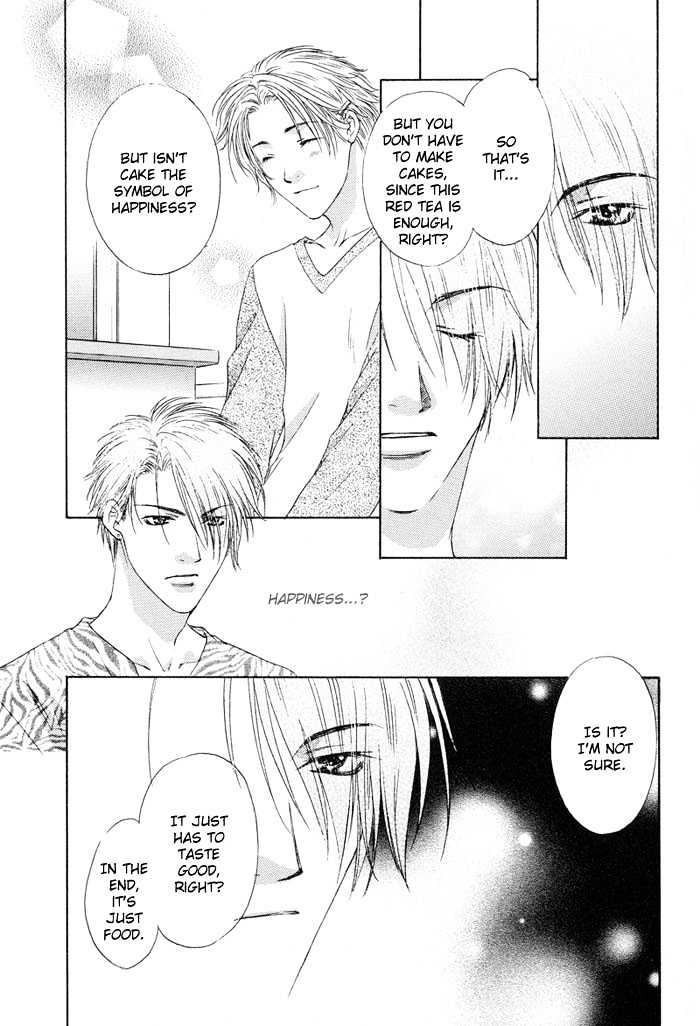 SO
THAT'S
IT...
BUT YOU
DON'T HAVE
TO MAKE
CAKES,
SINCE THIS
RED TEA IS
ENOUGH,
RIGHT?
BUT ISN'T
CAKE THE
SYMBOL OF
HAPPINESS?
HAPPINESS...?
IS IT?
I'M NOT
SURE.
IT JUST
HAS TO
TASTE
GOOD,
RIGHT?
IN THE
END,
IT'S
JUST
FOOD.